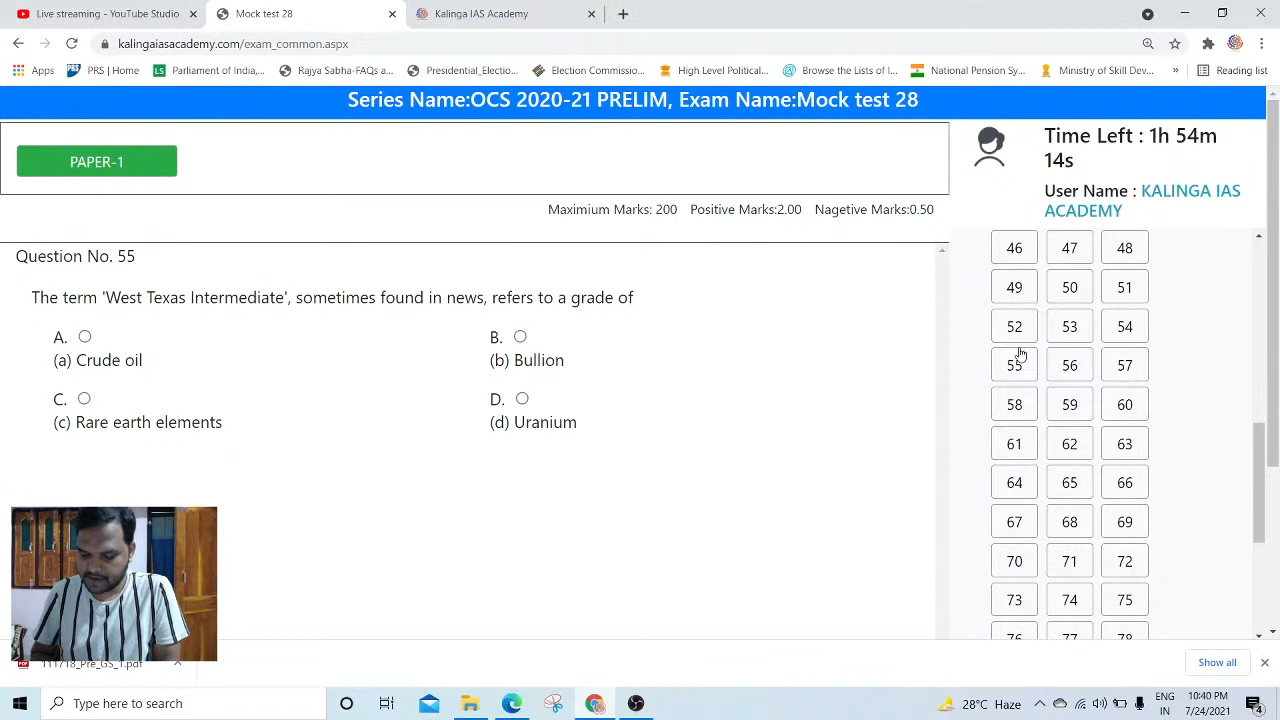 Live streaming - YouTube Studio
Mock test 28
Kalinga IAS Academy
kalingaiasacademy.com/exam_common.aspx
Apps
PRS | Home
Parliament of India,...
Rajya Sabha-FAQs a...
Presidential_Electio...
Election Commissio...
High Level Political...
Browse the Lists of I...
National Pension Sy...
Ministry of Skill Dev...
»
Reading list
Series Name:OCS 2020-21 PRELIM, Exam Name:Mock test 28
PAPER-1
Time Left : 1h 54m
14s
User Name : KALINGA IAS
ACADEMY
Maximium Marks: 200 Positive Marks:2.00 Nagetive Marks:0.50
Question No. 55
The term 'West Texas Intermediate', sometimes found in news, refers to a grade of
A.
(a) Crude oil
B.
(b) Bullion
C.
(c) Rare earth elements
D.
(d) Uranium
46 47 48
49 50 51
52 53 54
55 56 57
58 59 60
61 62 63
64 65 66
67 68 69
70 71 72
73 74 75
76 77 78
111718_Pre_GS_1.pdf
Show all
Type here to search
28°C Haze
ENG
IN
10:40 PM
7/24/2021
4